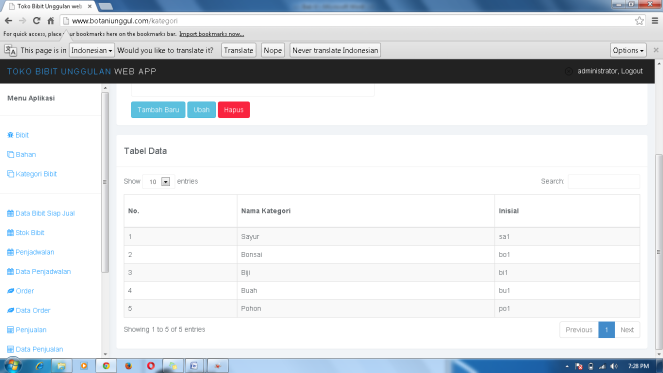 Toko Bibit Unggulan web
www.botaniunggul.com/kategori
For quick access, place your bookmarks here on the bookmarks bar. Import bookmarks now...
This page is in Indonesian Would you like to translate it? Translate Nope Never translate Indonesian Options
TOKO BIBIT UNGGULAN WEB APP
administrator, Logout
Menu Aplikasi
Bibit
Bahan
Kategori Bibit
Data Bibit Siap Jual
Stok Bibit
Penjadwalan
Data Penjadwalan
Order
Data Order
Penjualan
Data Penjualan
Tambah Baru Ubah Hapus
Tabel Data
Show 10 entries Search:
No. Nama Kategori Inisial
1 Sayur sa1
2 Bonsai bo1
3 Biji bi1
4 Buah bu1
5 Pohon po1
Showing 1 to 5 of 5 entries Previous 1 Next
7:28 PM